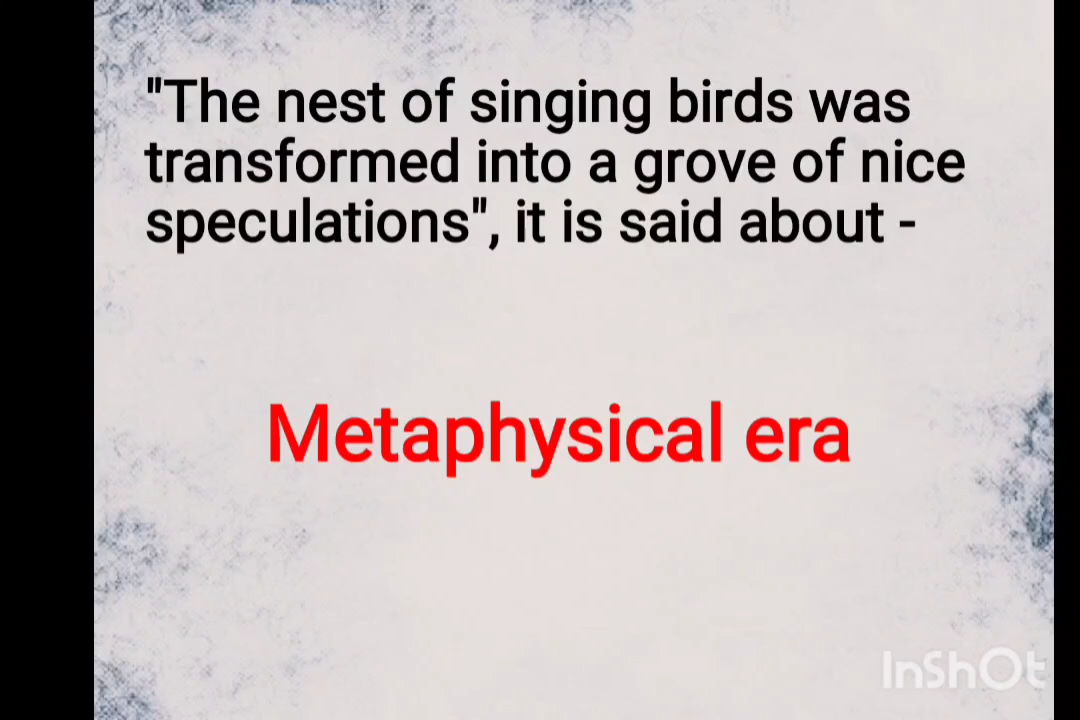 "The nest of singing birds was
transformed into a grove of nice
speculations", it is said about -
Metaphysical era
InShOt